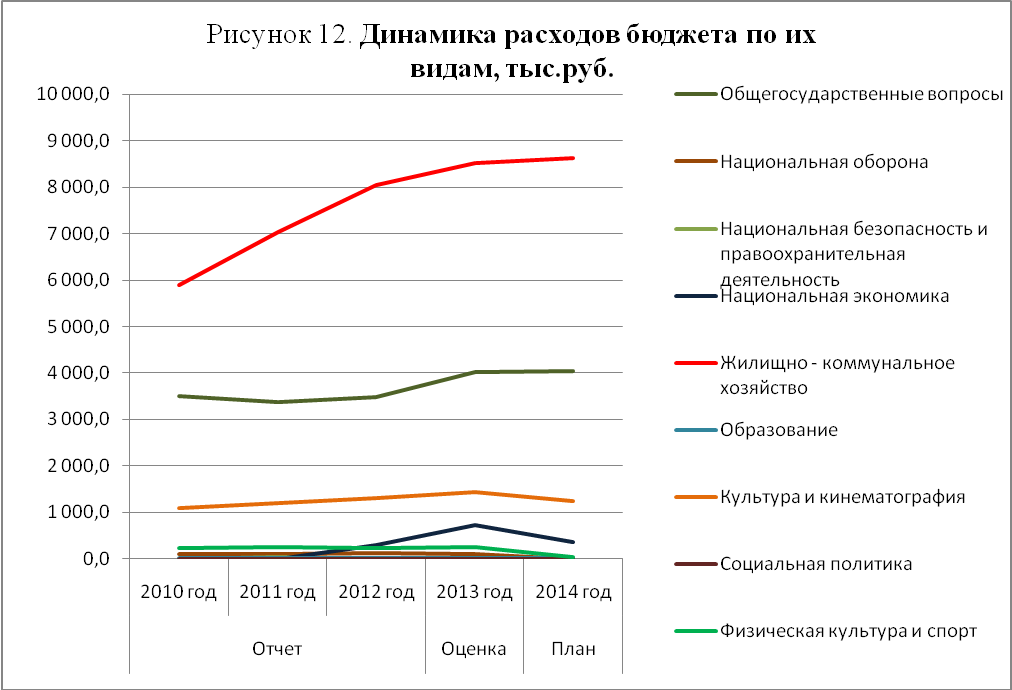 Рисунок 12. Динамика расходов бюджета по их
видам, тыс.руб.
10 000,0
9 000,0
8 000,0
7 000,0
6 000,0
5 000,0
4 000,0
3 000,0
2 000,0
1 000,0
0,0
2010 год
2011 год
2012 год
2013 год
2014 год
Отчет
Оценка
План
Общегосударственные вопросы
Национальная оборона
Национальная безопасность и
правоохранительная
деятельность
Национальная экономика
Жилищно - коммунальное
хозяйство
Образование
Культура и кинематография
Социальная политика
Физическая культура и спорт